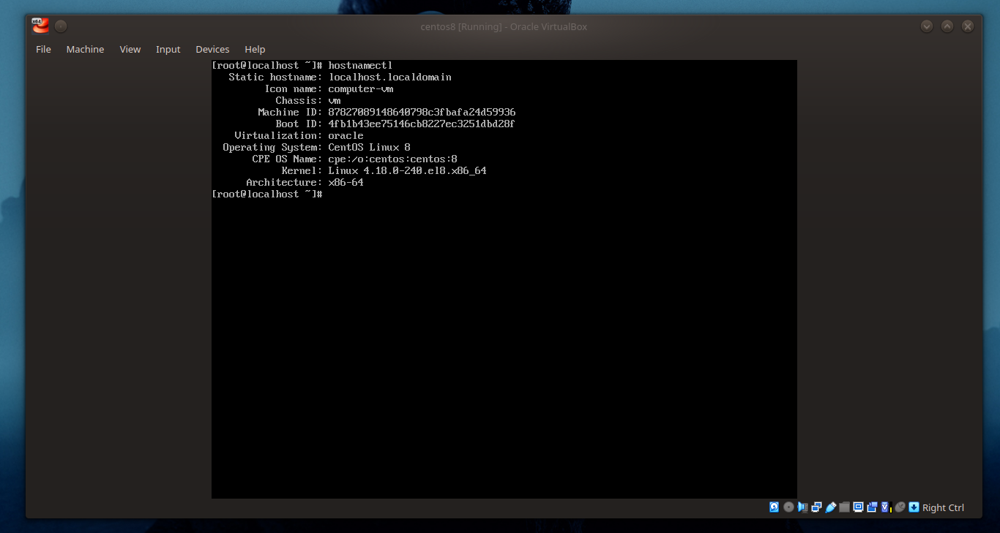 x64
centos8 [Running] - Oracle VirtualBox
File Machine View Input Devices Help
[root@localhost ~]# hostnamectl
Static hostname: localhost.localdomain
Icon name: computer-vm
Chassis: vm
Machine ID: 87827089148640798c3fbafa24d59936
Boot ID: 4fb1b43ee75146cb8227ec3251dbd28f
Virtualization: oracle
Operating System: CentOS Linux 8
CPE OS Name: cpe:/o:centos:centos:8
Kernel: Linux 4.18.0-240.el8.x86_64
Architecture: x86-64
[root@localhost ~]#
Right Ctrl